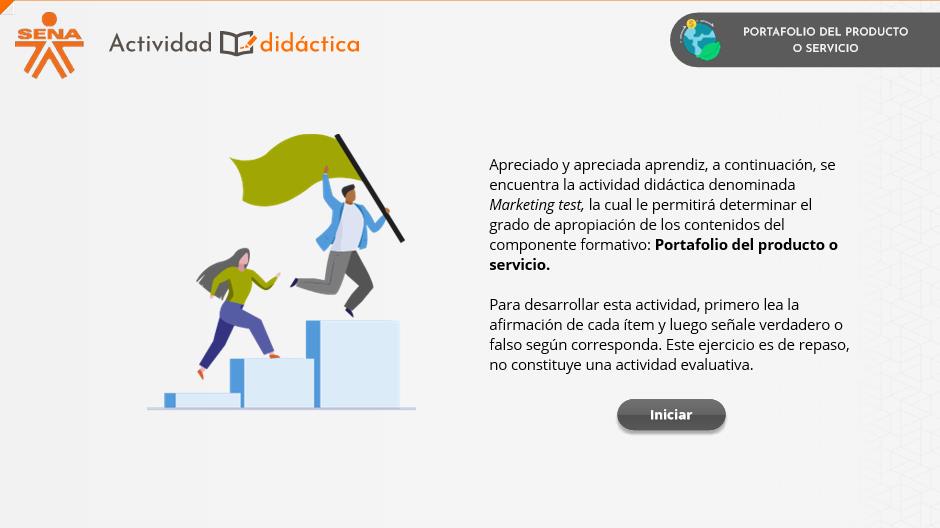 SENA
Actividad didáctica
PORTAFOLIO DEL PRODUCTO
O SERVICIO
Apreciado y apreciada aprendiz, a continuación, se
encuentra la actividad didáctica denominada
Marketing test, la cual le permitirá determinar el
grado de apropiación de los contenidos del
componente formativo: Portafolio del producto o
servicio.
Para desarrollar esta actividad, primero lea la
afirmación de cada ítem y luego señale verdadero o
falso según corresponda. Este ejercicio es de repaso,
no constituye una actividad evaluativa.
Iniciar